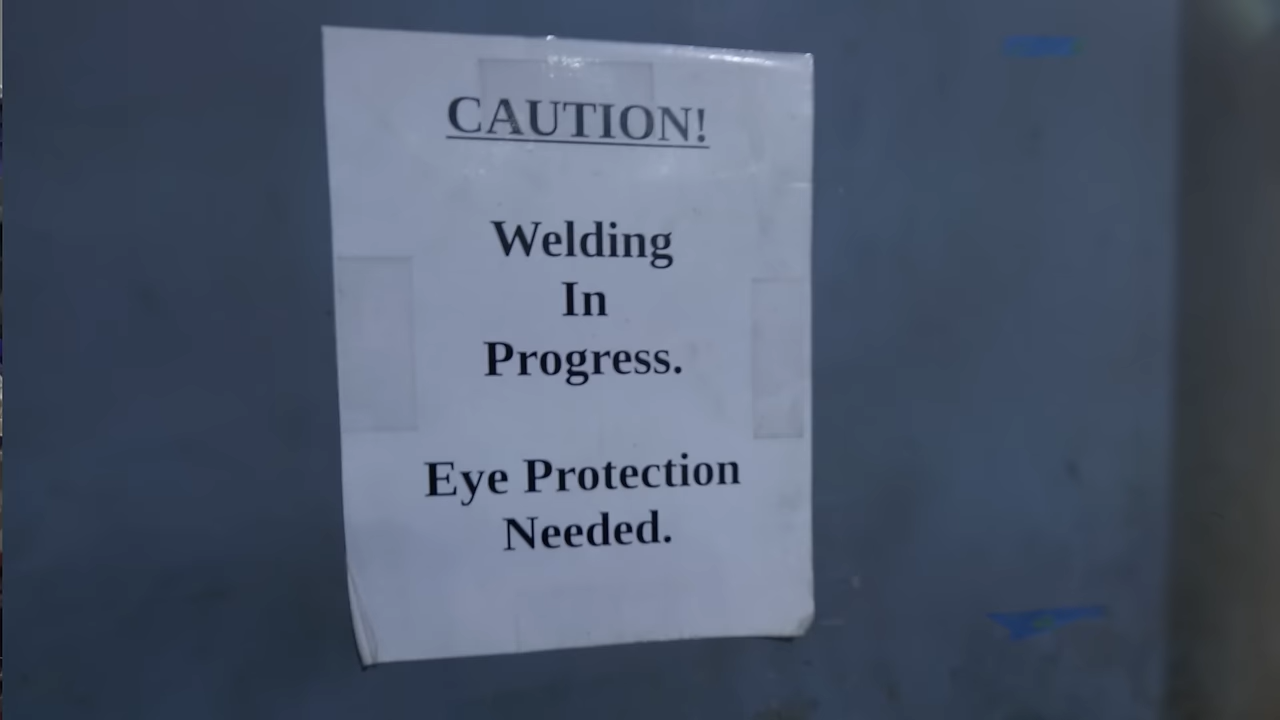 CAUTION!
Welding
In
Progress.
Eye Protection
Needed.